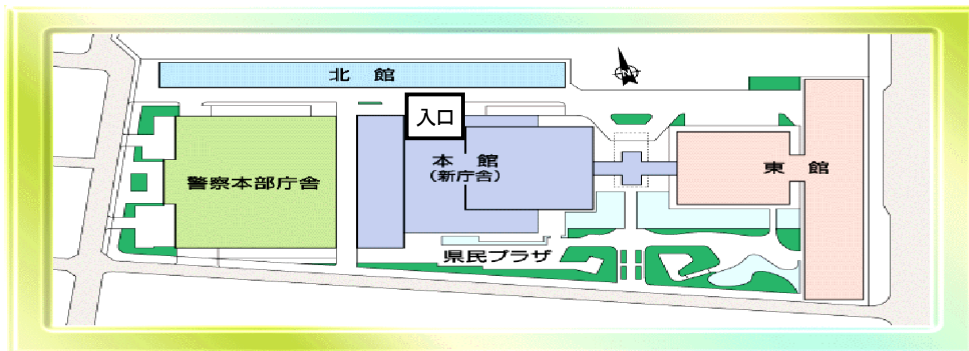 北館
入口
本館
(新庁舎)
東館
警察本部庁舎
県民プラザ